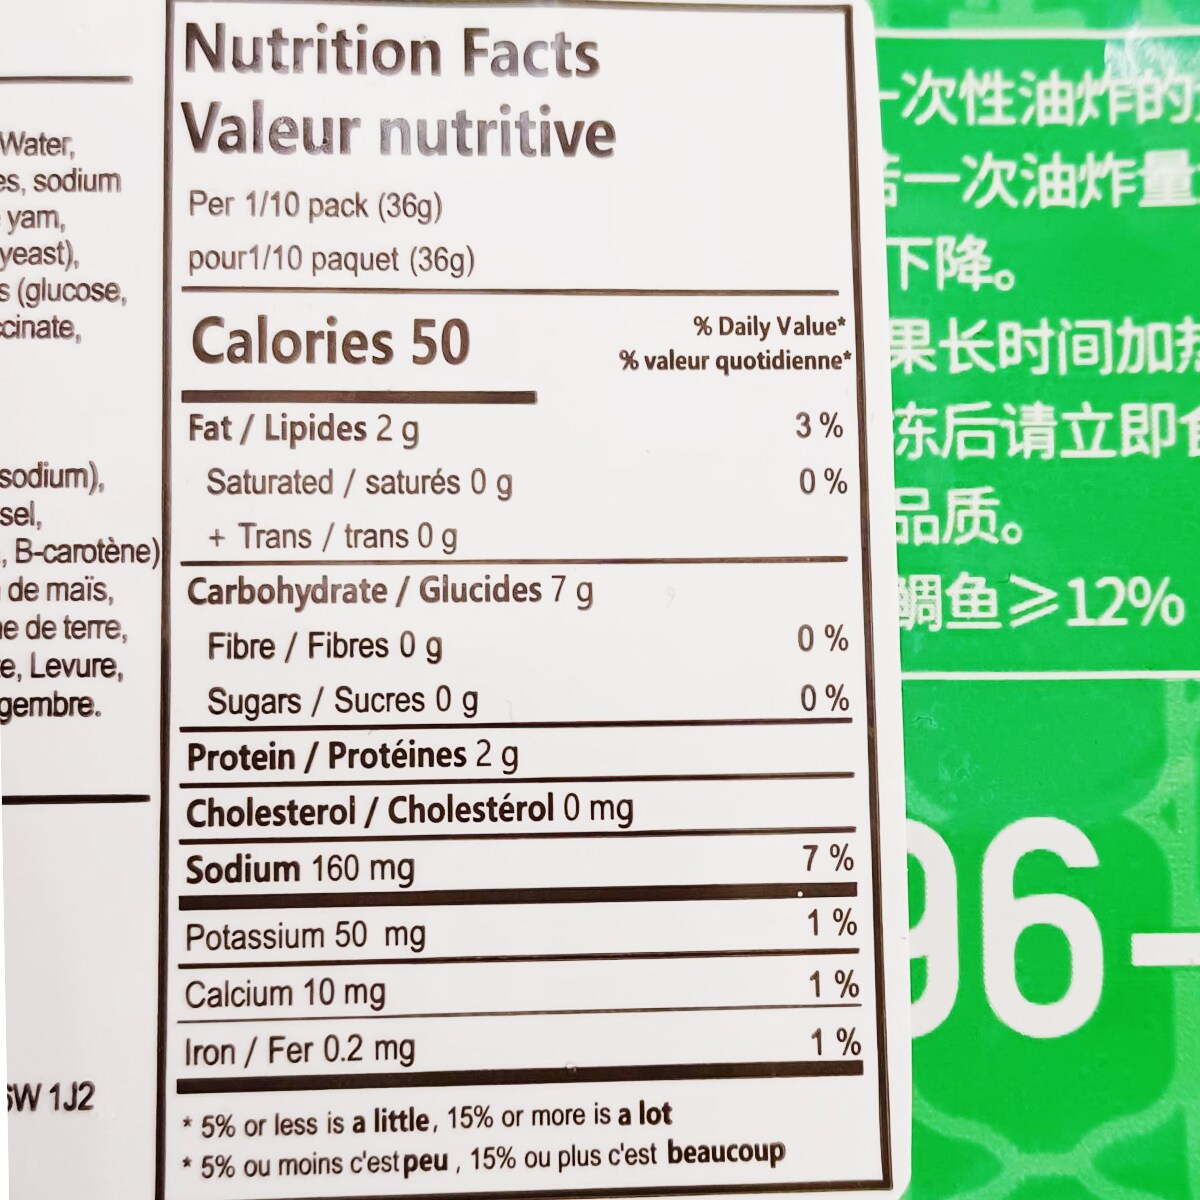 Water,
es, sodium
yam,
yeast),
s (glucose,
ccinate,
sodium),
sel,
, B-carotène)
de maïs,
e de terre,
e, Levure,
gembre.
6W 1J2
Nutrition Facts
Valeur nutritive
Per 1/10 pack (36g)
pour1/10 paquet (36g)
Calories 50
% Daily Value*
% valeur quotidienne*
Fat / Lipides 2 g 3 %
Saturated / saturés 0 g 0 %
+ Trans / trans 0 g
Carbohydrate / Glucides 7 g
Fibre / Fibres 0 g 0 %
Sugars / Sucres 0 g 0 %
Protein / Protéines 2 g
Cholesterol / Cholestérol 0 mg
Sodium 160 mg 7 %
Potassium 50 mg 1 %
Calcium 10 mg 1 %
Iron / Fer 0.2 mg 1 %
* 5% or less is a little, 15% or more is a lot
* 5% ou moins c'est peu , 15% ou plus c'est beaucoup
一次性油炸的
一次油炸量
下降。
果长时间加热
冻后请立即食
品质。
鲷鱼≥12%
96-